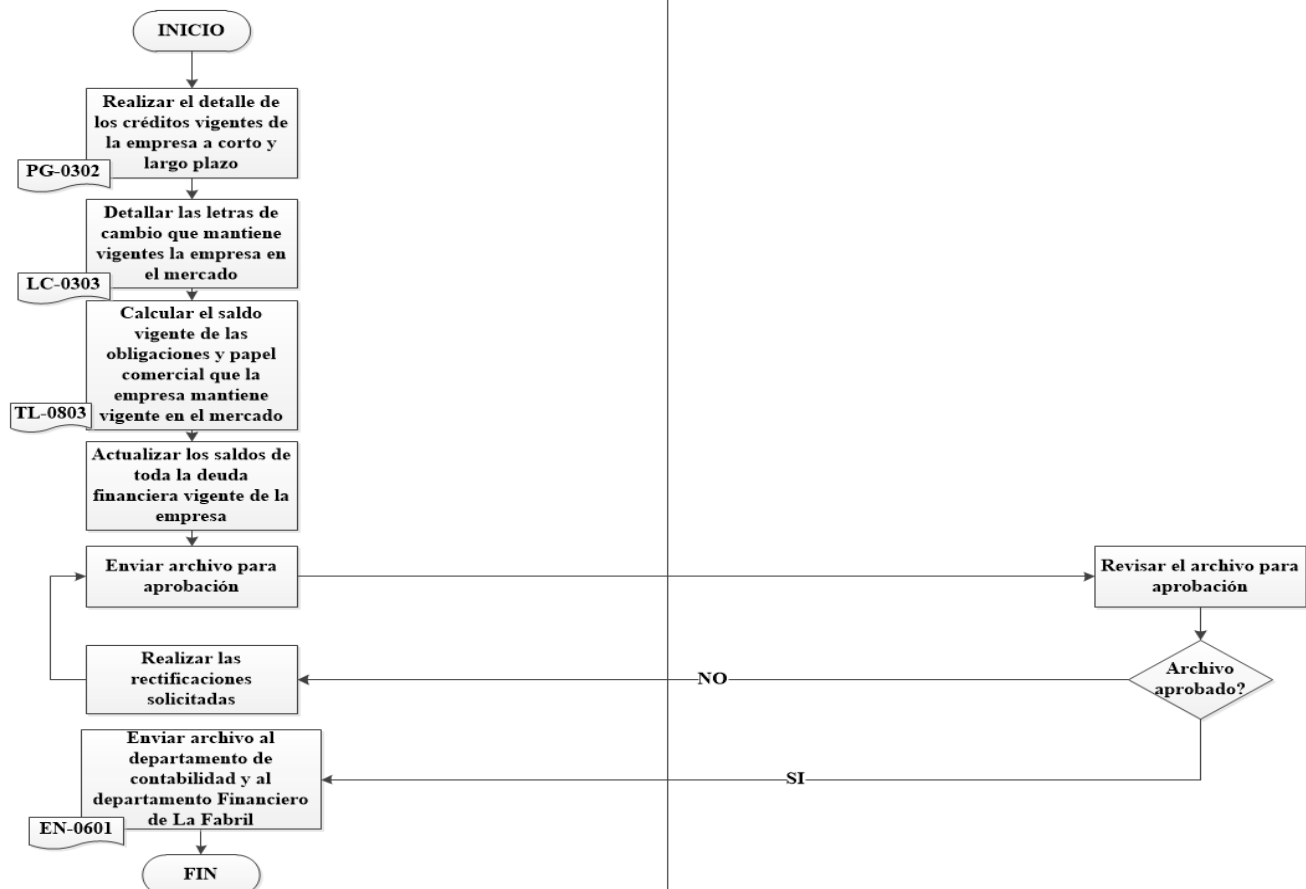 INICIO
Realizar el detalle de
los créditos vigentes de
la empresa a corto y
largo plazo
PG-0302
Detallar las letras de
cambio que mantiene
vigentes la empresa en
el mercado
LC-0303
Calcular el saldo
vigente de las
obligaciones y papel
comercial que la
empresa mantiene
vigente en el mercado
TL-0803
Actualizar los saldos de
toda la deuda
financiera vigente de la
empresa
Enviar archivo para
aprobación
Revisar el archivo para
aprobación
Archivo
aprobado?
NO
Realizar las
rectificaciones
solicitadas
SI
Enviar archivo al
departamento de
contabilidad y al
departamento Financiero
de La Fabril
EN-0601
FIN